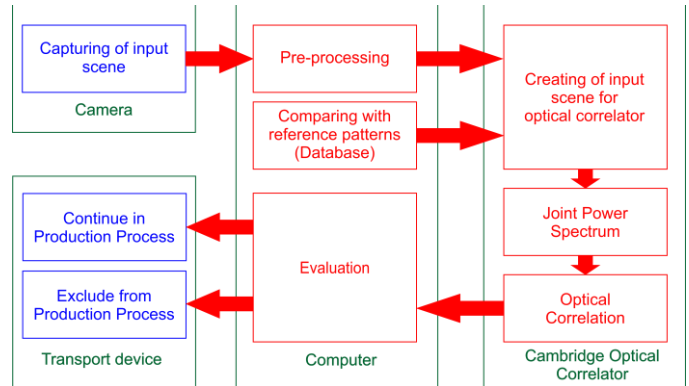 Capturing of input
scene
Camera
Pre-processing
Comparing with
reference patterns
(Database)
Creating of input
scene for
optical correlator
Joint Power
Spectrum
Optical
Correlation
Cambridge Optical
Correlator
Evaluation
Computer
Continue in
Production Process
Exclude from
Production Process
Transport device